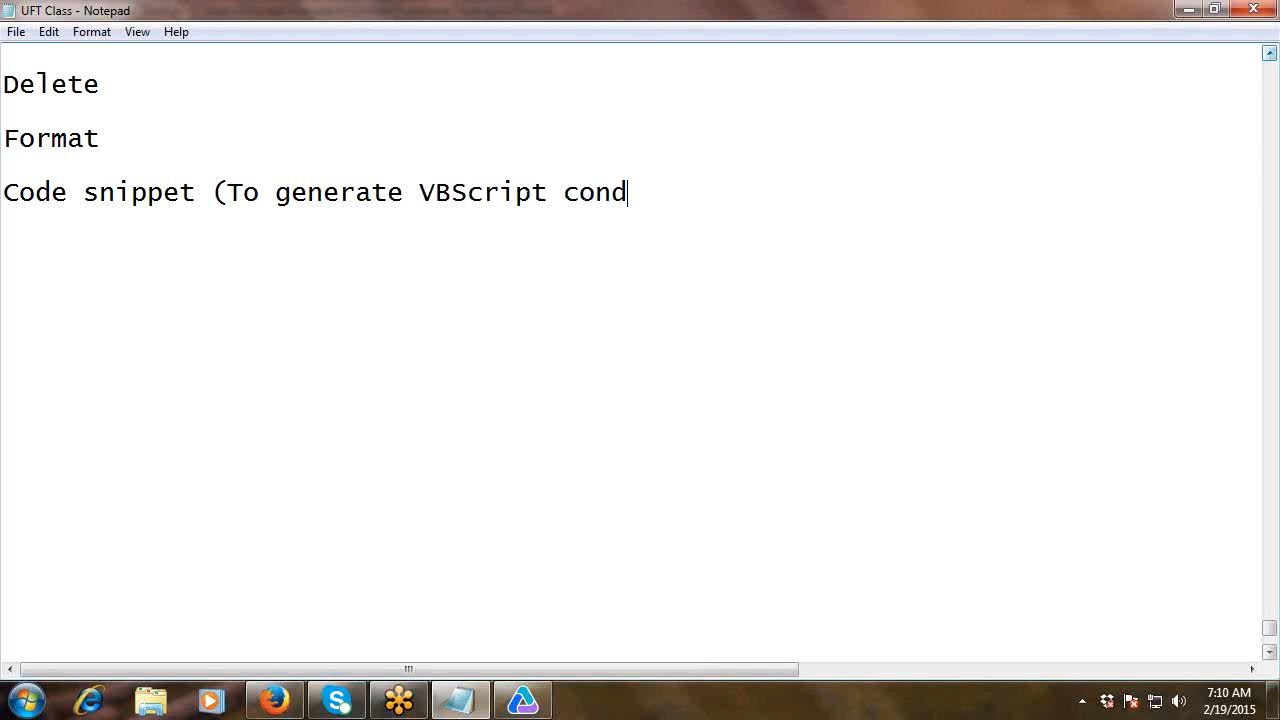 UFT Class - Notepad
File Edit Format View Help
Delete
Format
Code snippet (To generate VBScript cond
7:10 AM
2/19/2015